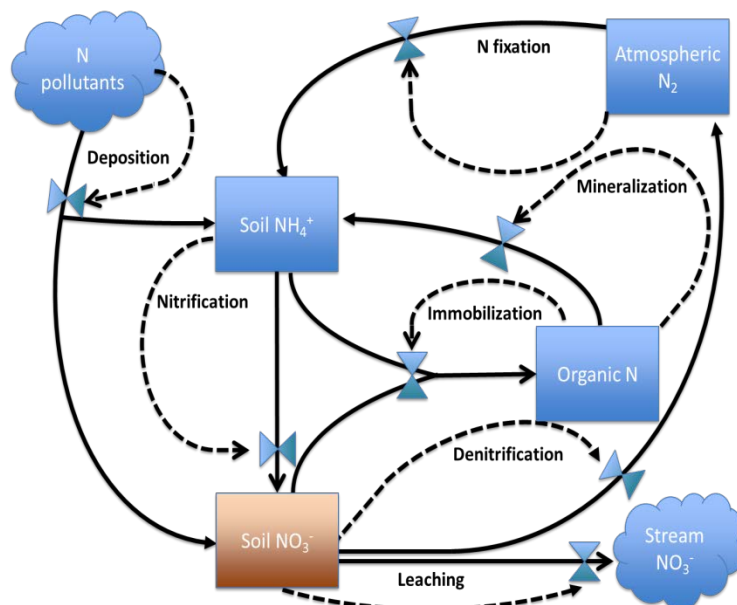 N
pollutants
N fixation
Atmospheric
N₂
Deposition
Mineralization
Soil NH₄⁺
Nitrification
Immobilization
Organic N
Denitrification
Soil NO₃⁻
Stream
NO₃⁻
Leaching